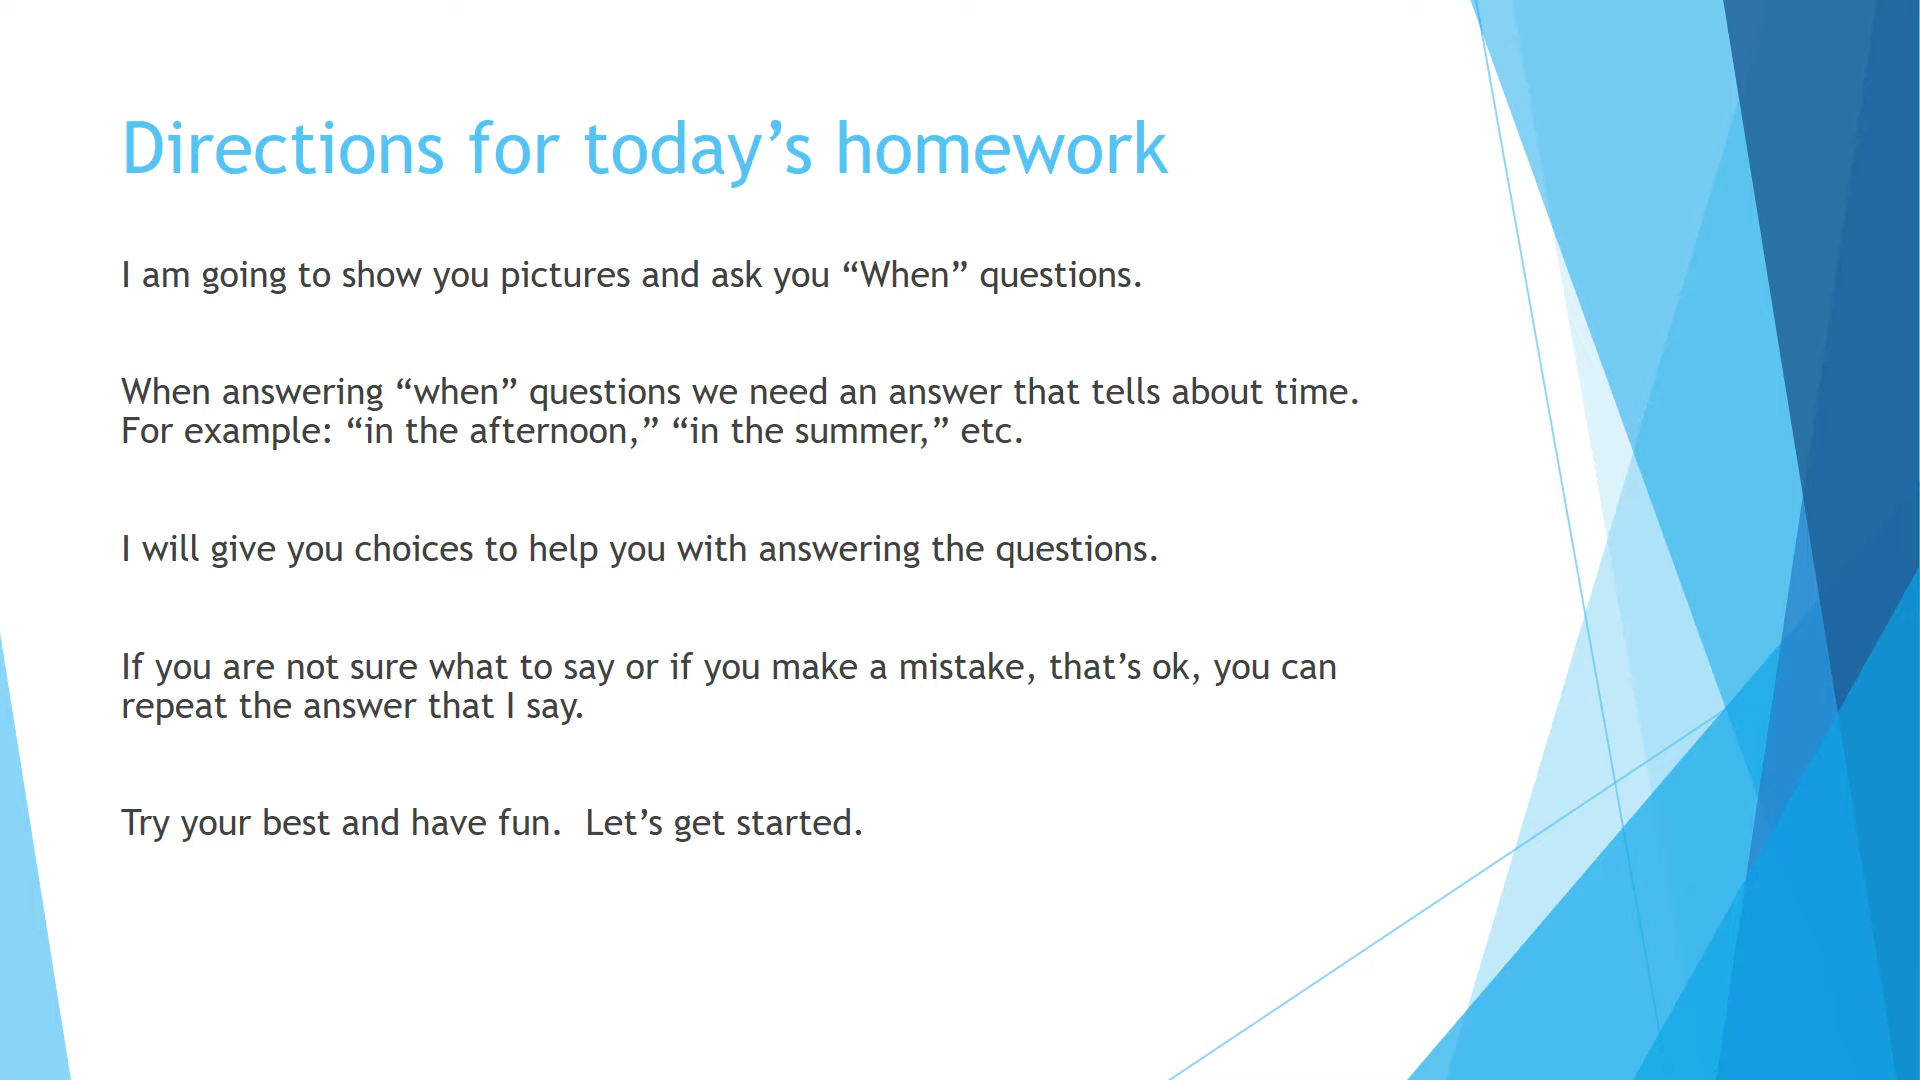 Directions for today’s homework
I am going to show you pictures and ask you “When” questions.
When answering “when” questions we need an answer that tells about time.
For example: “in the afternoon,” “in the summer,” etc.
I will give you choices to help you with answering the questions.
If you are not sure what to say or if you make a mistake, that’s ok, you can
repeat the answer that I say.
Try your best and have fun.  Let’s get started.